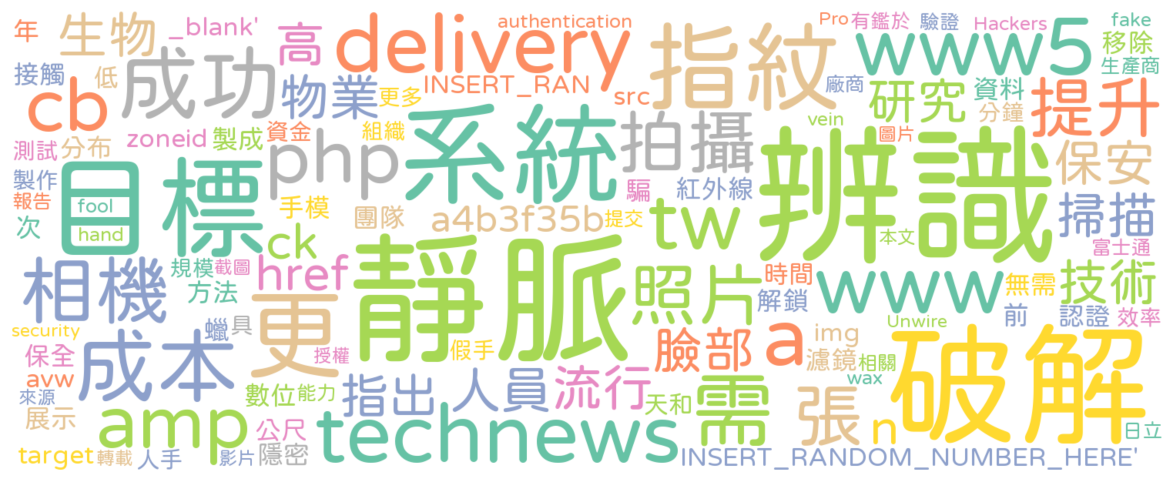 年 生物 _blank' 高 delivery authentication 指紋 Pro 有鑑於 驗證 Hackers fake
接觸 低 成功 物業 更多 INSERT_RAN src www5 移除
cb 廠商 研究 資料 生產商
zoneid 製成 資金 組織 系統 拍攝 vein 分鐘 提升
測試 分布 php 圖片 辨識 保安
製作 目標 騙 紅外線
報告 fool 手模 團隊 a4b3f35b 提交 tw 掃描
次 hand ck 本文 富士通
相機 規模 截圖 href 靜脈 照片 時間 www 無需 技術
方法 更 解鎖 前 認證 效率
security 蠟 具 Unwire
保全 成本 授權 假手 臉部 a img 濾鏡 相關 破解
avw 數位 能力 指出 人員 流行 wax
來源 天和 需 張 n
展示 amp 公尺 technews 日立
target 轉載 人手 影片 隱密 INSERT_RANDOM_NUMBER_HERE'